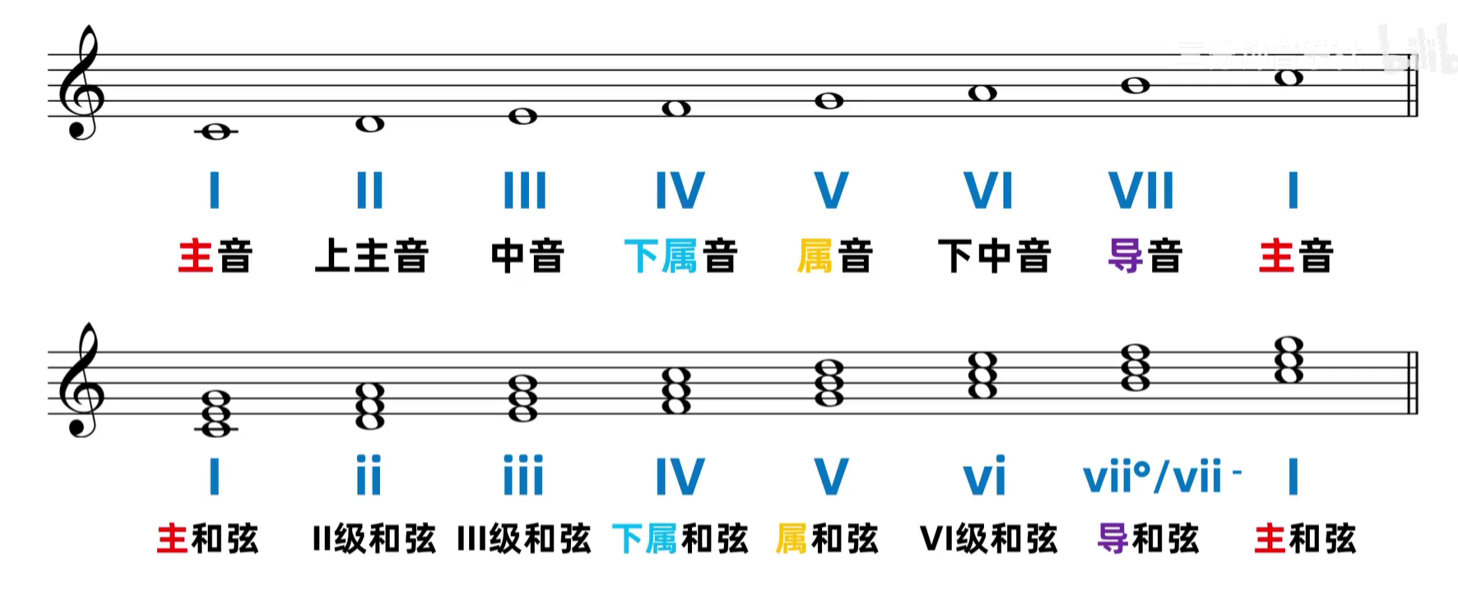 I II III IV V VI VII I
主音 上主音 中音 下属音 属音 下中音 导音 主音
I ii iii IV V vi vii°/vii - I
主和弦 II级和弦 III级和弦 下属和弦 属和弦 VI级和弦 导和弦 主和弦